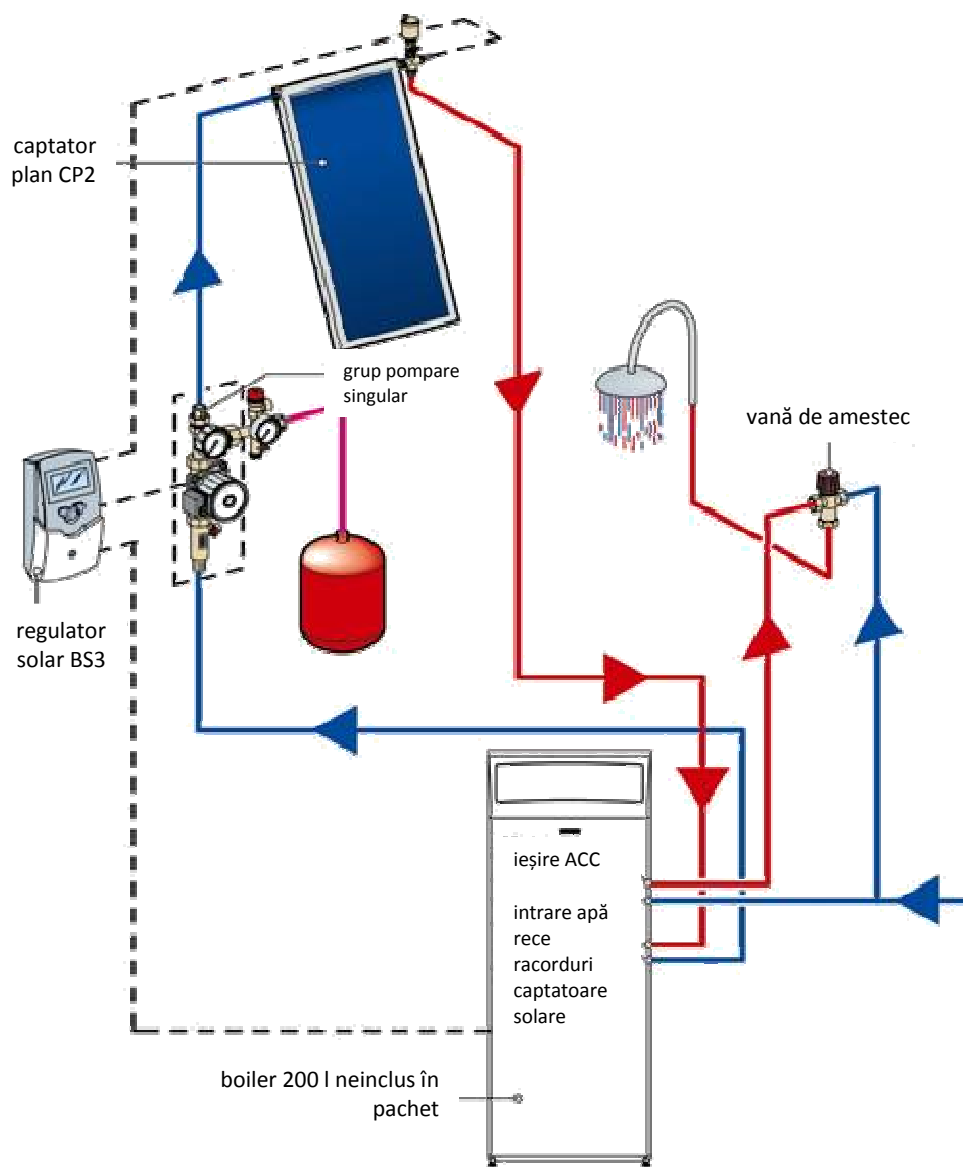 captator
plan CP2
grup pompare
singular
vană de amestec
regulator
solar BS3
ieșire ACC
intrare apă
rece
racorduri
captatoare
solare
boiler 200 l neinclus în
pachet